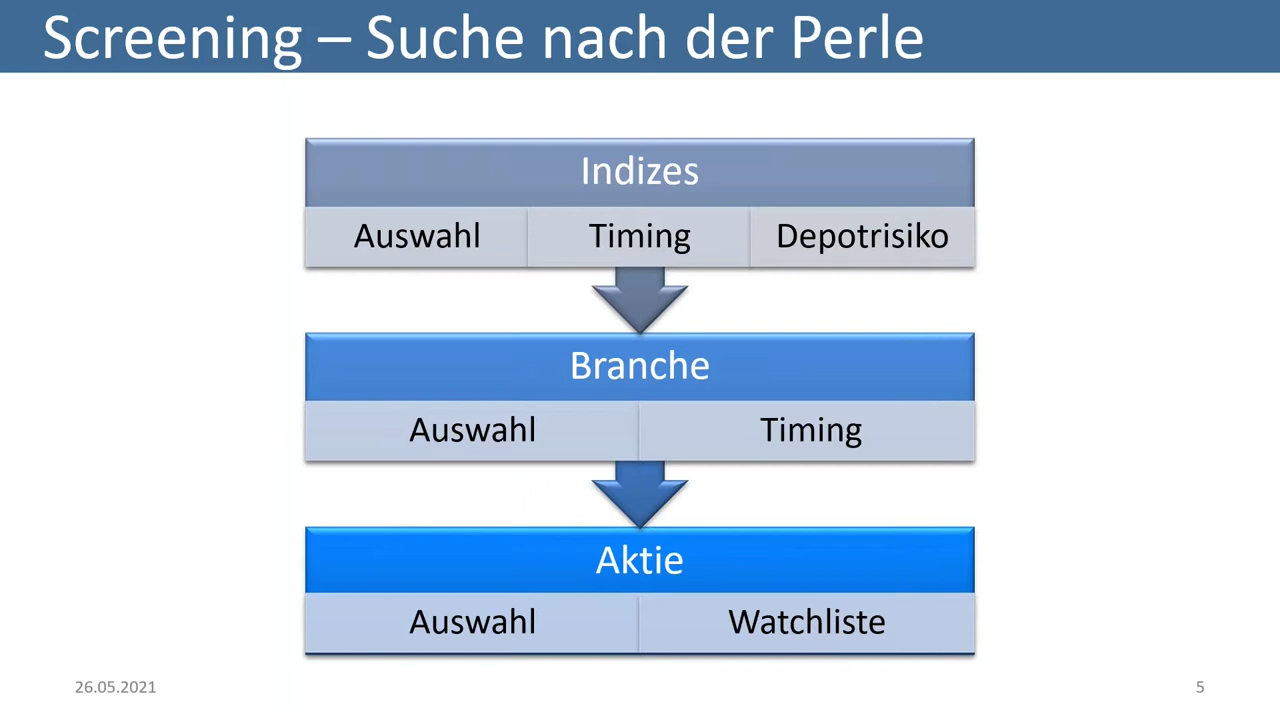 Screening – Suche nach der Perle
Indizes
Auswahl Timing Depotrisiko
Branche
Auswahl Timing
Aktie
Auswahl Watchliste
26.05.2021 5